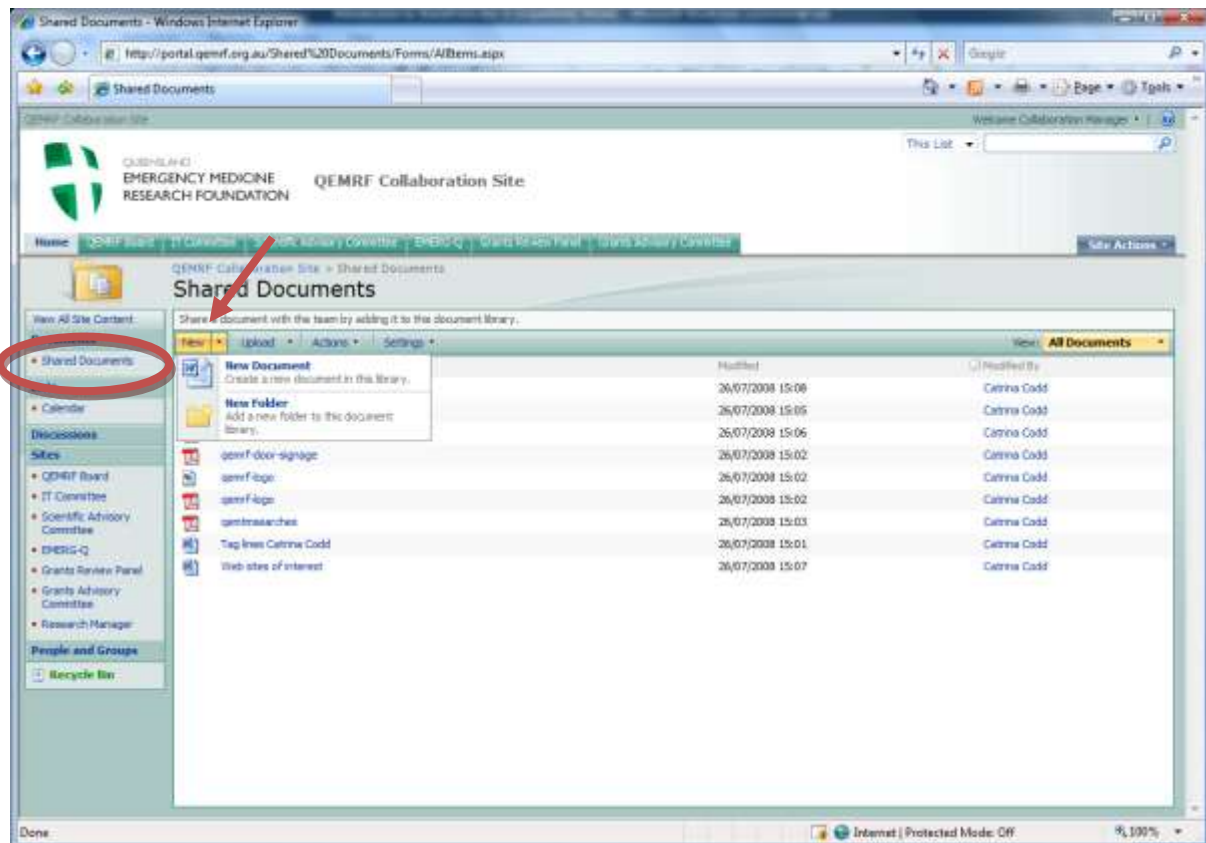 Shared Documents - Windows Internet Explorer
http://portal.qemrf.org.au/Shared%20Documents/Forms/AllItems.aspx
Google
Shared Documents
Page
Tools
QEMRF Collaboration Site
Welcome Collaboration Manager
This List
QUEENSLAND
EMERGENCY MEDICINE
RESEARCH FOUNDATION
QEMRF Collaboration Site
Home
QEMRF Board
IT Committee
Scientific Advisory Committee
EMERG-Q
Grants Review Panel
Grants Advisory Committee
Site Actions
QEMRF Collaboration Site > Shared Documents
Shared Documents
View All Site Content
Share a document with the team by adding it to this document library.
New
Upload
Actions
Settings
View:
All Documents
Shared Documents
Calendar
Discussions
Sites
QEMRF Board
IT Committee
Scientific Advisory
Committee
EMERG-Q
Grants Review Panel
Grants Advisory
Committee
Research Manager
People and Groups
Recycle Bin
New Document
Create a new document in this library.
New Folder
Add a new folder to this document
library.
Modified
Modified By
26/07/2008 15:08 Catrina Codd
26/07/2008 15:05 Catrina Codd
26/07/2008 15:06 Catrina Codd
qemrf-door-signage 26/07/2008 15:02 Catrina Codd
qemrf-logo 26/07/2008 15:02 Catrina Codd
qemrf-logo 26/07/2008 15:02 Catrina Codd
26/07/2008 15:03 Catrina Codd
Tag lines Catrina Codd 26/07/2008 15:01 Catrina Codd
Web sites of interest 26/07/2008 15:07 Catrina Codd
Done
Internet | Protected Mode: Off
100%